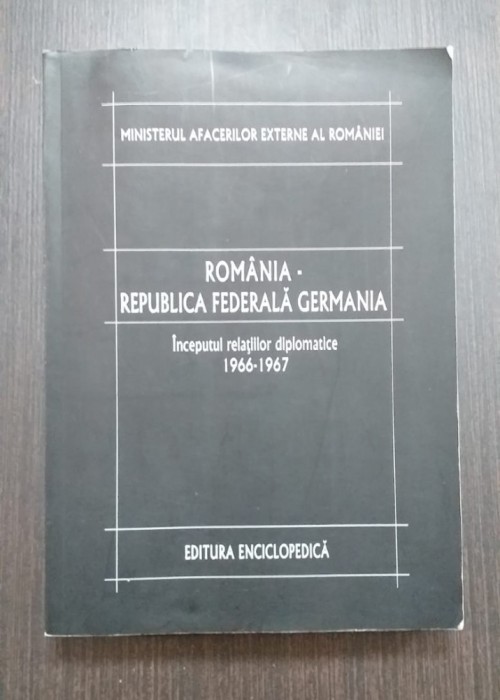 MINISTERUL AFACERILOR EXTERNE AL ROMÂNIEI
ROMÂNIA -
REPUBLICA FEDERALĂ GERMANIA
Începutul relațiilor diplomatice
1966-1967
EDITURA ENCICLOPEDICĂ